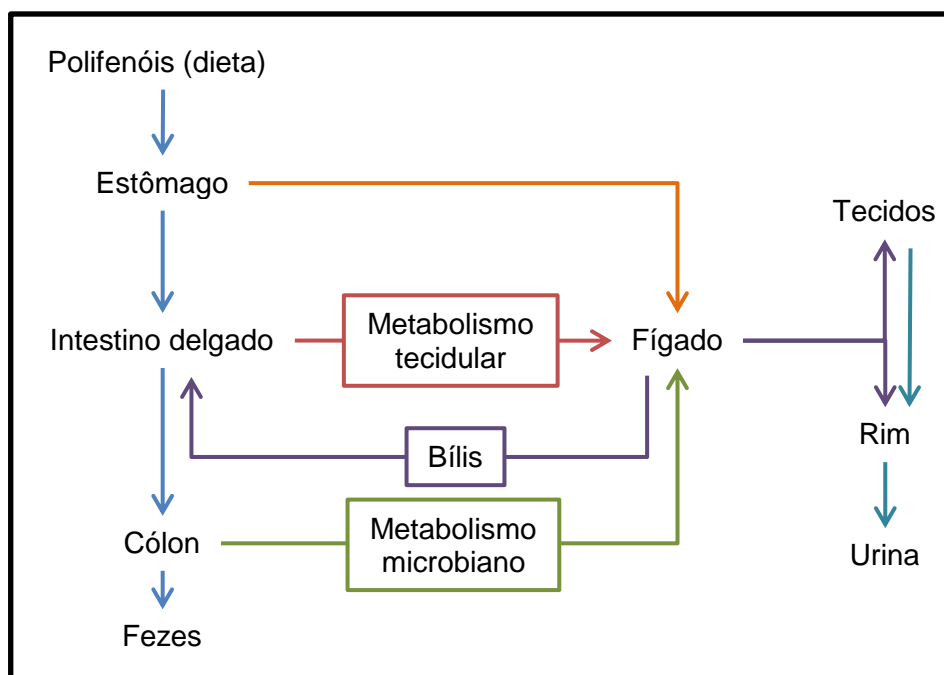 Polifenóis (dieta)
Estômago
Tecidos
Intestino delgado
Metabolismo
tecidular
Fígado
Rim
Bílis
Cólon
Metabolismo
microbiano
Urina
Fezes